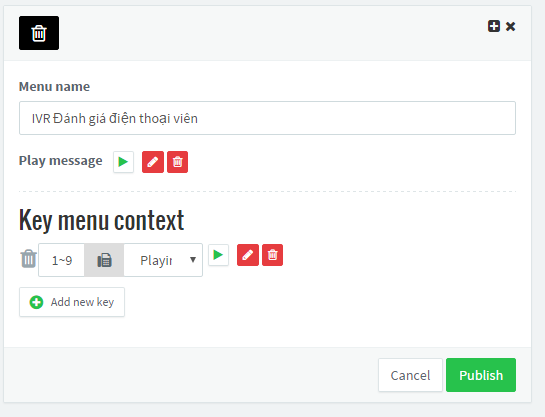 Menu name
IVR Đánh giá điện thoại viên
Play message
Key menu context
1~9 Playin
Add new key
Cancel Publish